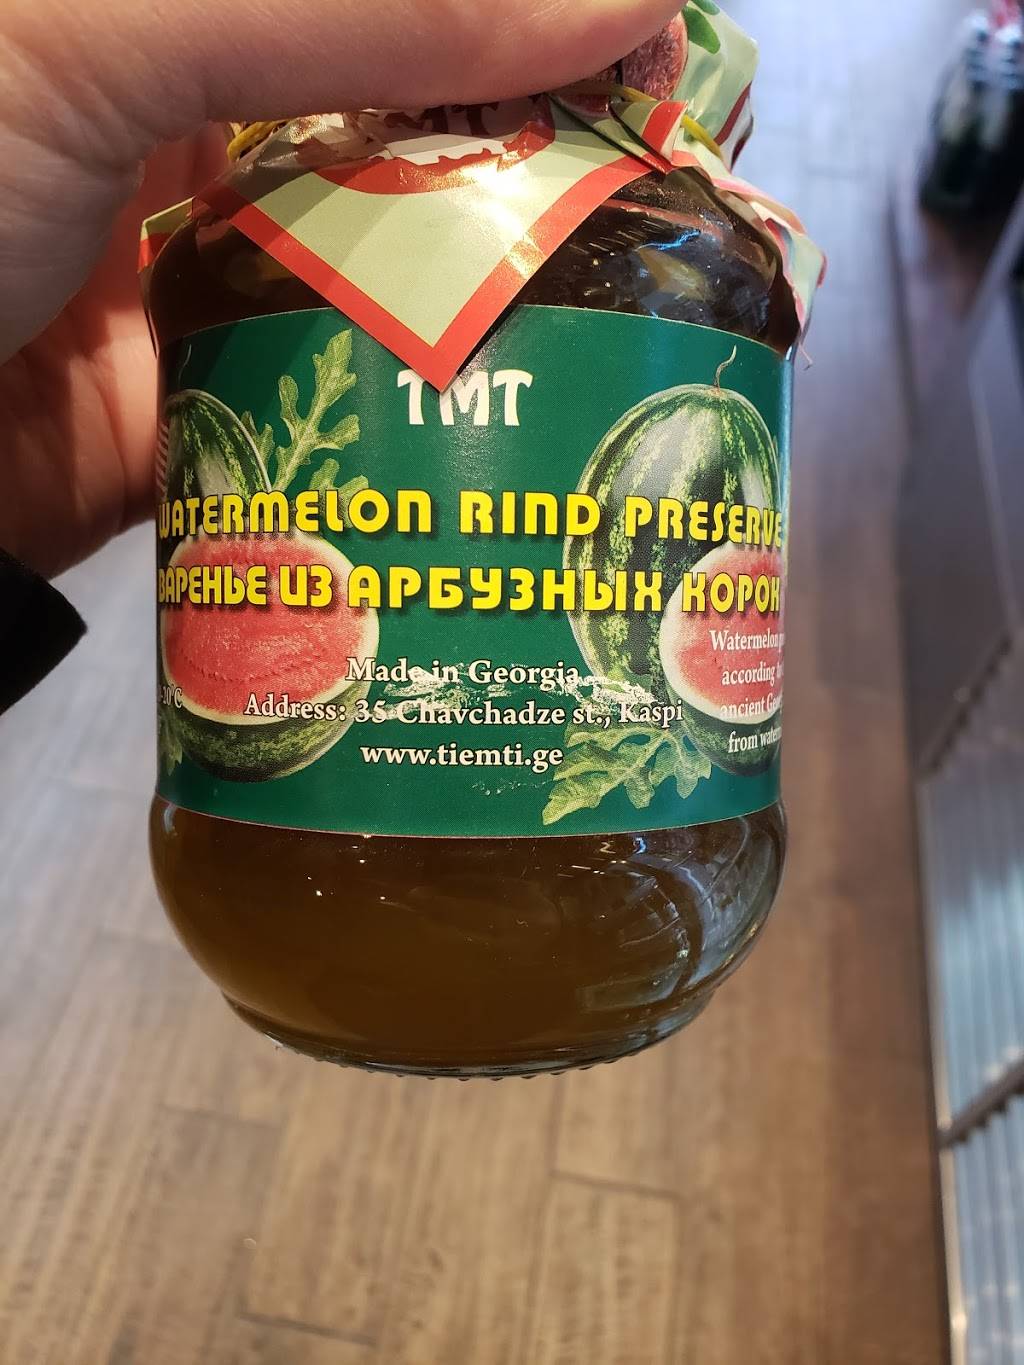 TMT
WATERMELON RIND PRESERVE
ВАРЕНЬЕ ИЗ АРБУЗНЫХ КОРОК
Made in Georgia
Address: 35 Chavchadze st., Kaspi
www.tiemti.ge
Watermelon
according
ancient
from